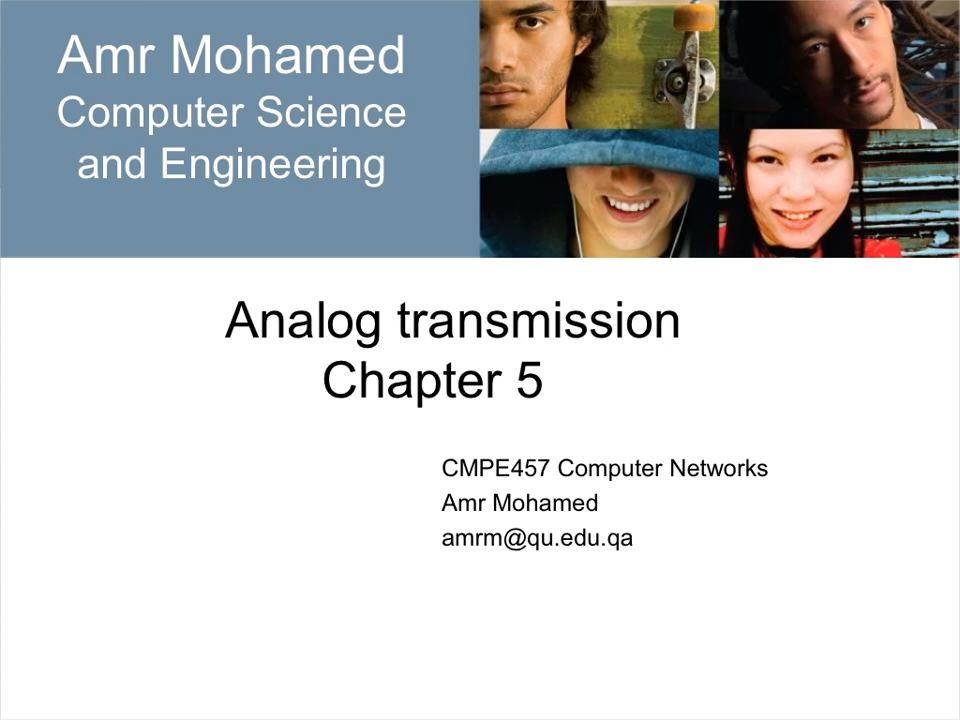 Amr Mohamed
Computer Science
and Engineering
Analog transmission
Chapter 5
CMPE457 Computer Networks
Amr Mohamed
amrm@qu.edu.qa